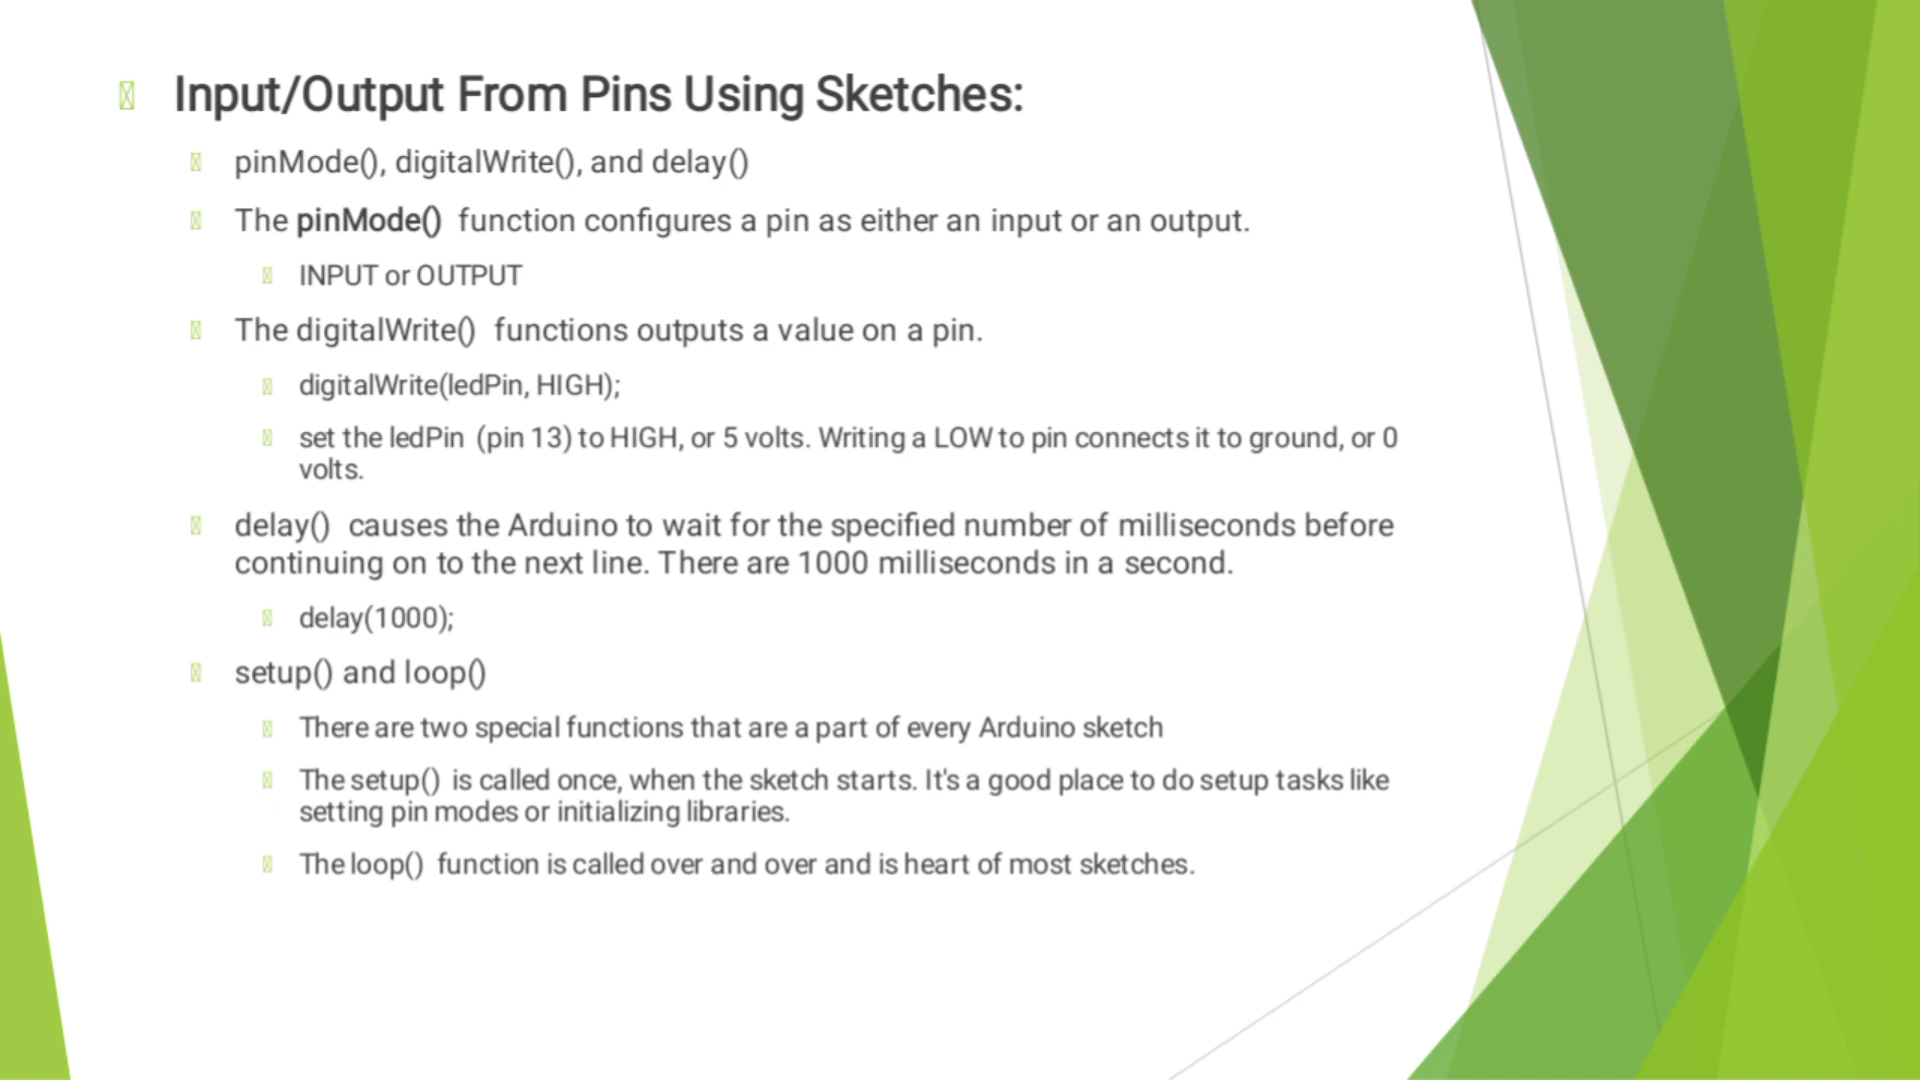 Input/Output From Pins Using Sketches:
pinMode(), digitalWrite(), and delay()
The pinMode() function configures a pin as either an input or an output.
INPUT or OUTPUT
The digitalWrite() functions outputs a value on a pin.
digitalWrite(ledPin, HIGH);
set the ledPin (pin 13) to HIGH, or 5 volts. Writing a LOW to pin connects it to ground, or 0
volts.
delay() causes the Arduino to wait for the specified number of milliseconds before
continuing on to the next line. There are 1000 milliseconds in a second.
delay(1000);
setup() and loop()
There are two special functions that are a part of every Arduino sketch
The setup() is called once, when the sketch starts. It's a good place to do setup tasks like
setting pin modes or initializing libraries.
The loop() function is called over and over and is heart of most sketches.